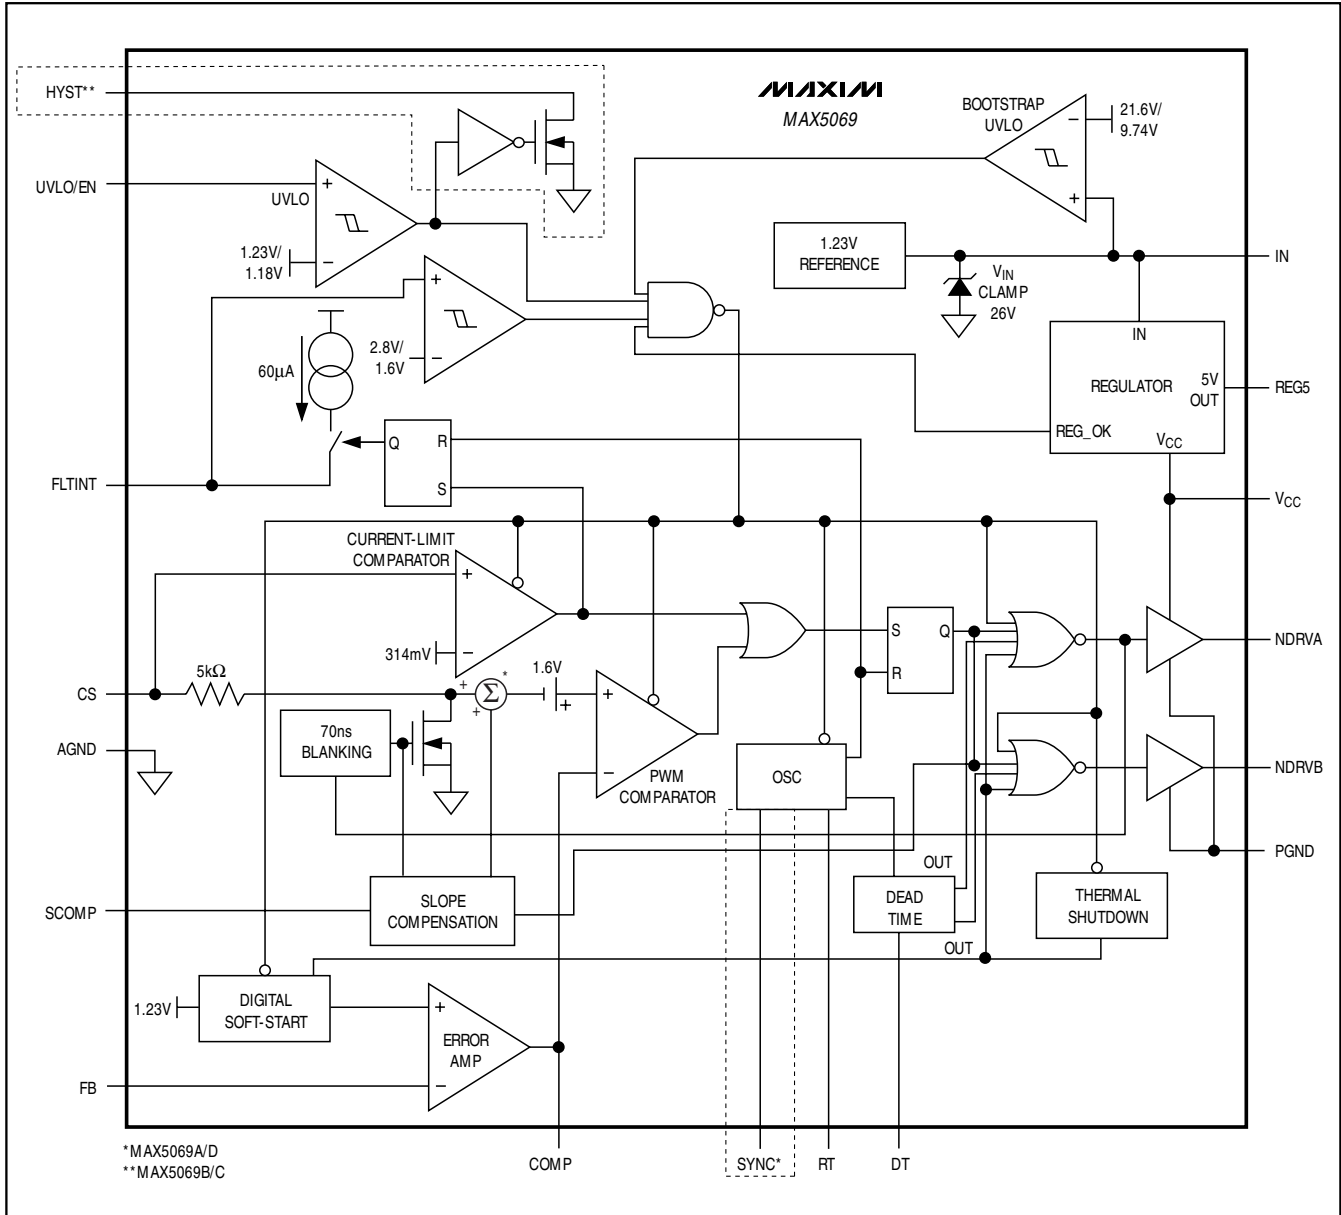 MAXIM
MAX5069
HYST**
BOOTSTRAP
UVLO
−
21.6V/
9.74V
+
UVLO/EN
+
UVLO
1.23V/
1.18V
−
1.23V
REFERENCE
IN
VIN
CLAMP
26V
+
2.8V/
1.6V
−
60µA
IN
REGULATOR
5V
OUT
REG5
REG_OK
VCC
Q
R
S
FLTINT
VCC
CURRENT-LIMIT
COMPARATOR
+
314mV
−
S
Q
R
NDRVA
CS
5kΩ
+
Σ
*
+
1.6V
+
+
−
PWM
COMPARATOR
70ns
BLANKING
AGND
OSC
NDRVB
PGND
OUT
SCOMP
SLOPE
COMPENSATION
DEAD
TIME
THERMAL
SHUTDOWN
OUT
1.23V
DIGITAL
SOFT-START
+
ERROR
AMP
−
FB
*MAX5069A/D
**MAX5069B/C
COMP
SYNC*
RT
DT